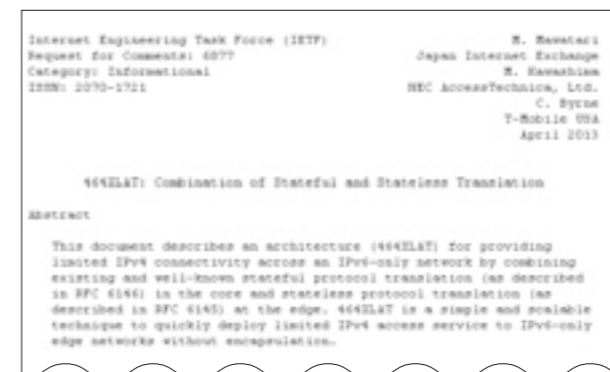 Internet Engineering Task Force (IETF) M. Mawatari
Request for Comments: 6877 Japan Internet Exchange
Category: Informational M. Kawashima
ISSN: 2070-1721 NEC AccessTechnica, Ltd.
C. Byrne
T-Mobile USA
April 2013
464XLAT: Combination of Stateful and Stateless Translation
Abstract
This document describes an architecture (464XLAT) for providing
limited IPv4 connectivity across an IPv6-only network by combining
existing and well-known stateful protocol translation (as described
in RFC 6146) in the core and stateless protocol translation (as
described in RFC 6145) at the edge. 464XLAT is a simple and scalable
technique to quickly deploy limited IPv4 access service to IPv6-only
edge networks without encapsulation.